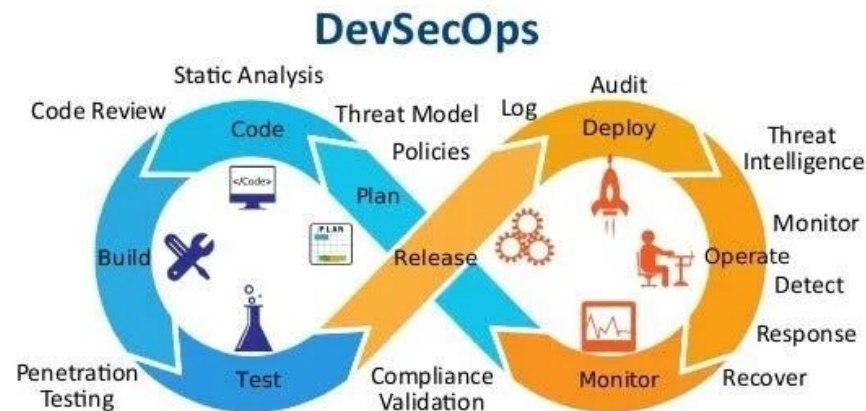 DevSecOps
Static Analysis
Code Review
Code
Threat Model
Policies
Plan
</Code>
PLAN
Build
Test
Penetration
Testing
Release
Compliance
Validation
Log
Audit
Deploy
Threat
Intelligence
Monitor
Operate
Detect
Response
Recover
Monitor